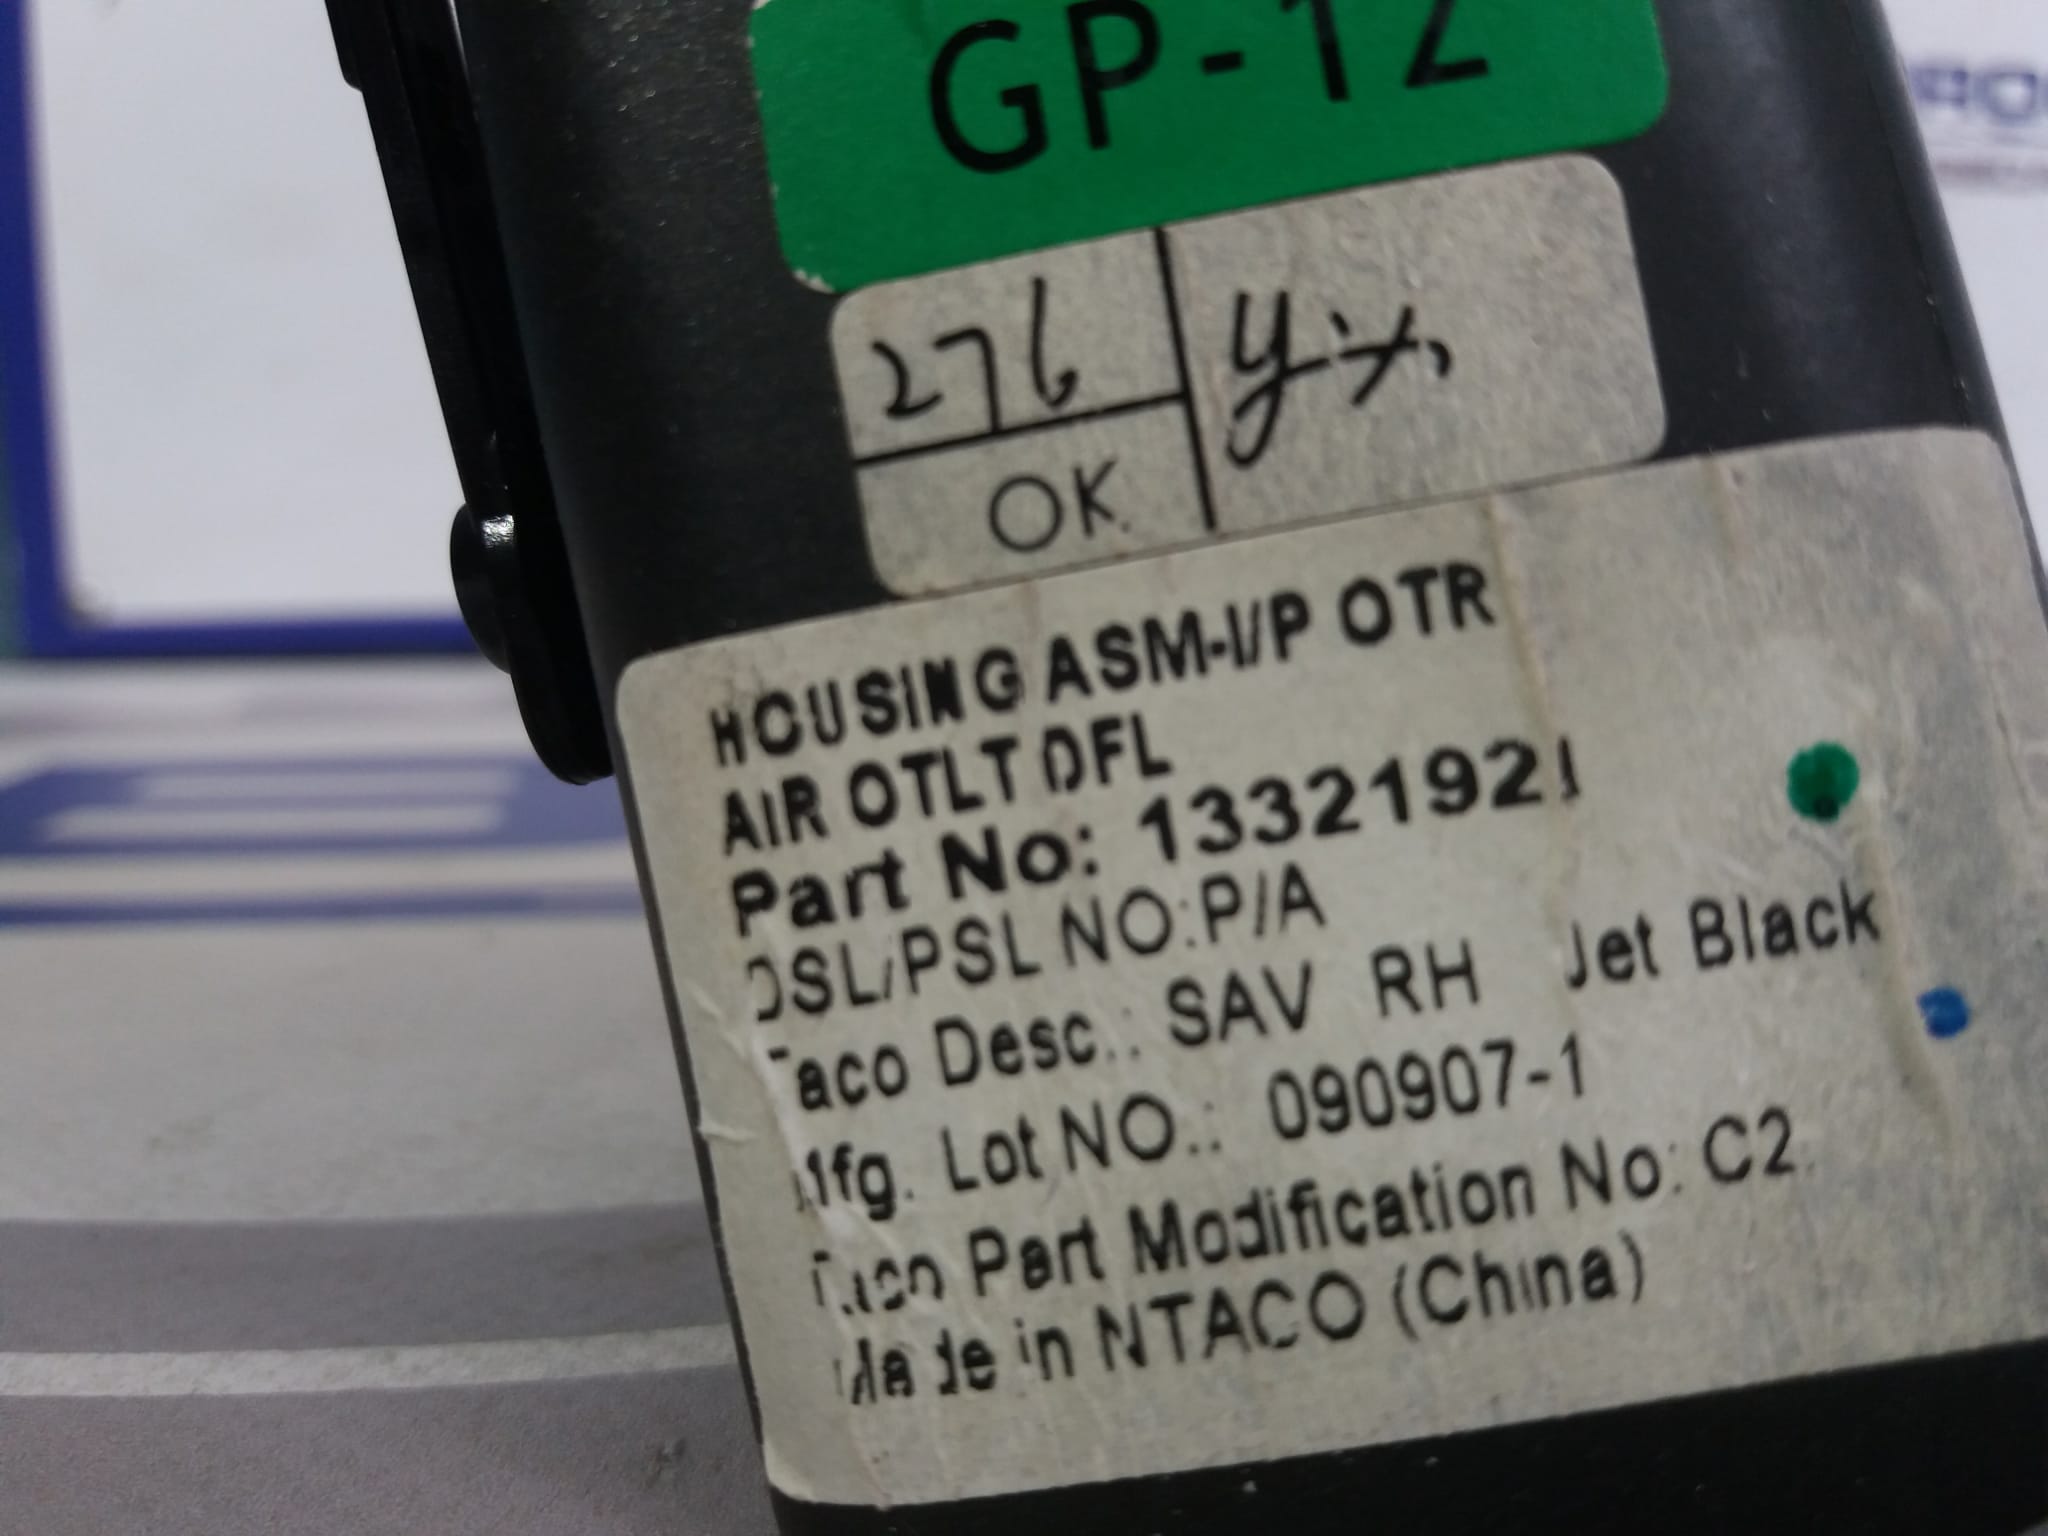 GP-12
276
OK.
HOUSING ASM-I/P OTR
AIR OTLT DFL
Part No: 13321921
DSL/PSL NO:P/A
Taco Desc.: SAV RH Jet Black
Mfg. Lot NO.: 090907-1
Taco Part Modification No: C2.
Made in NTACO (China)